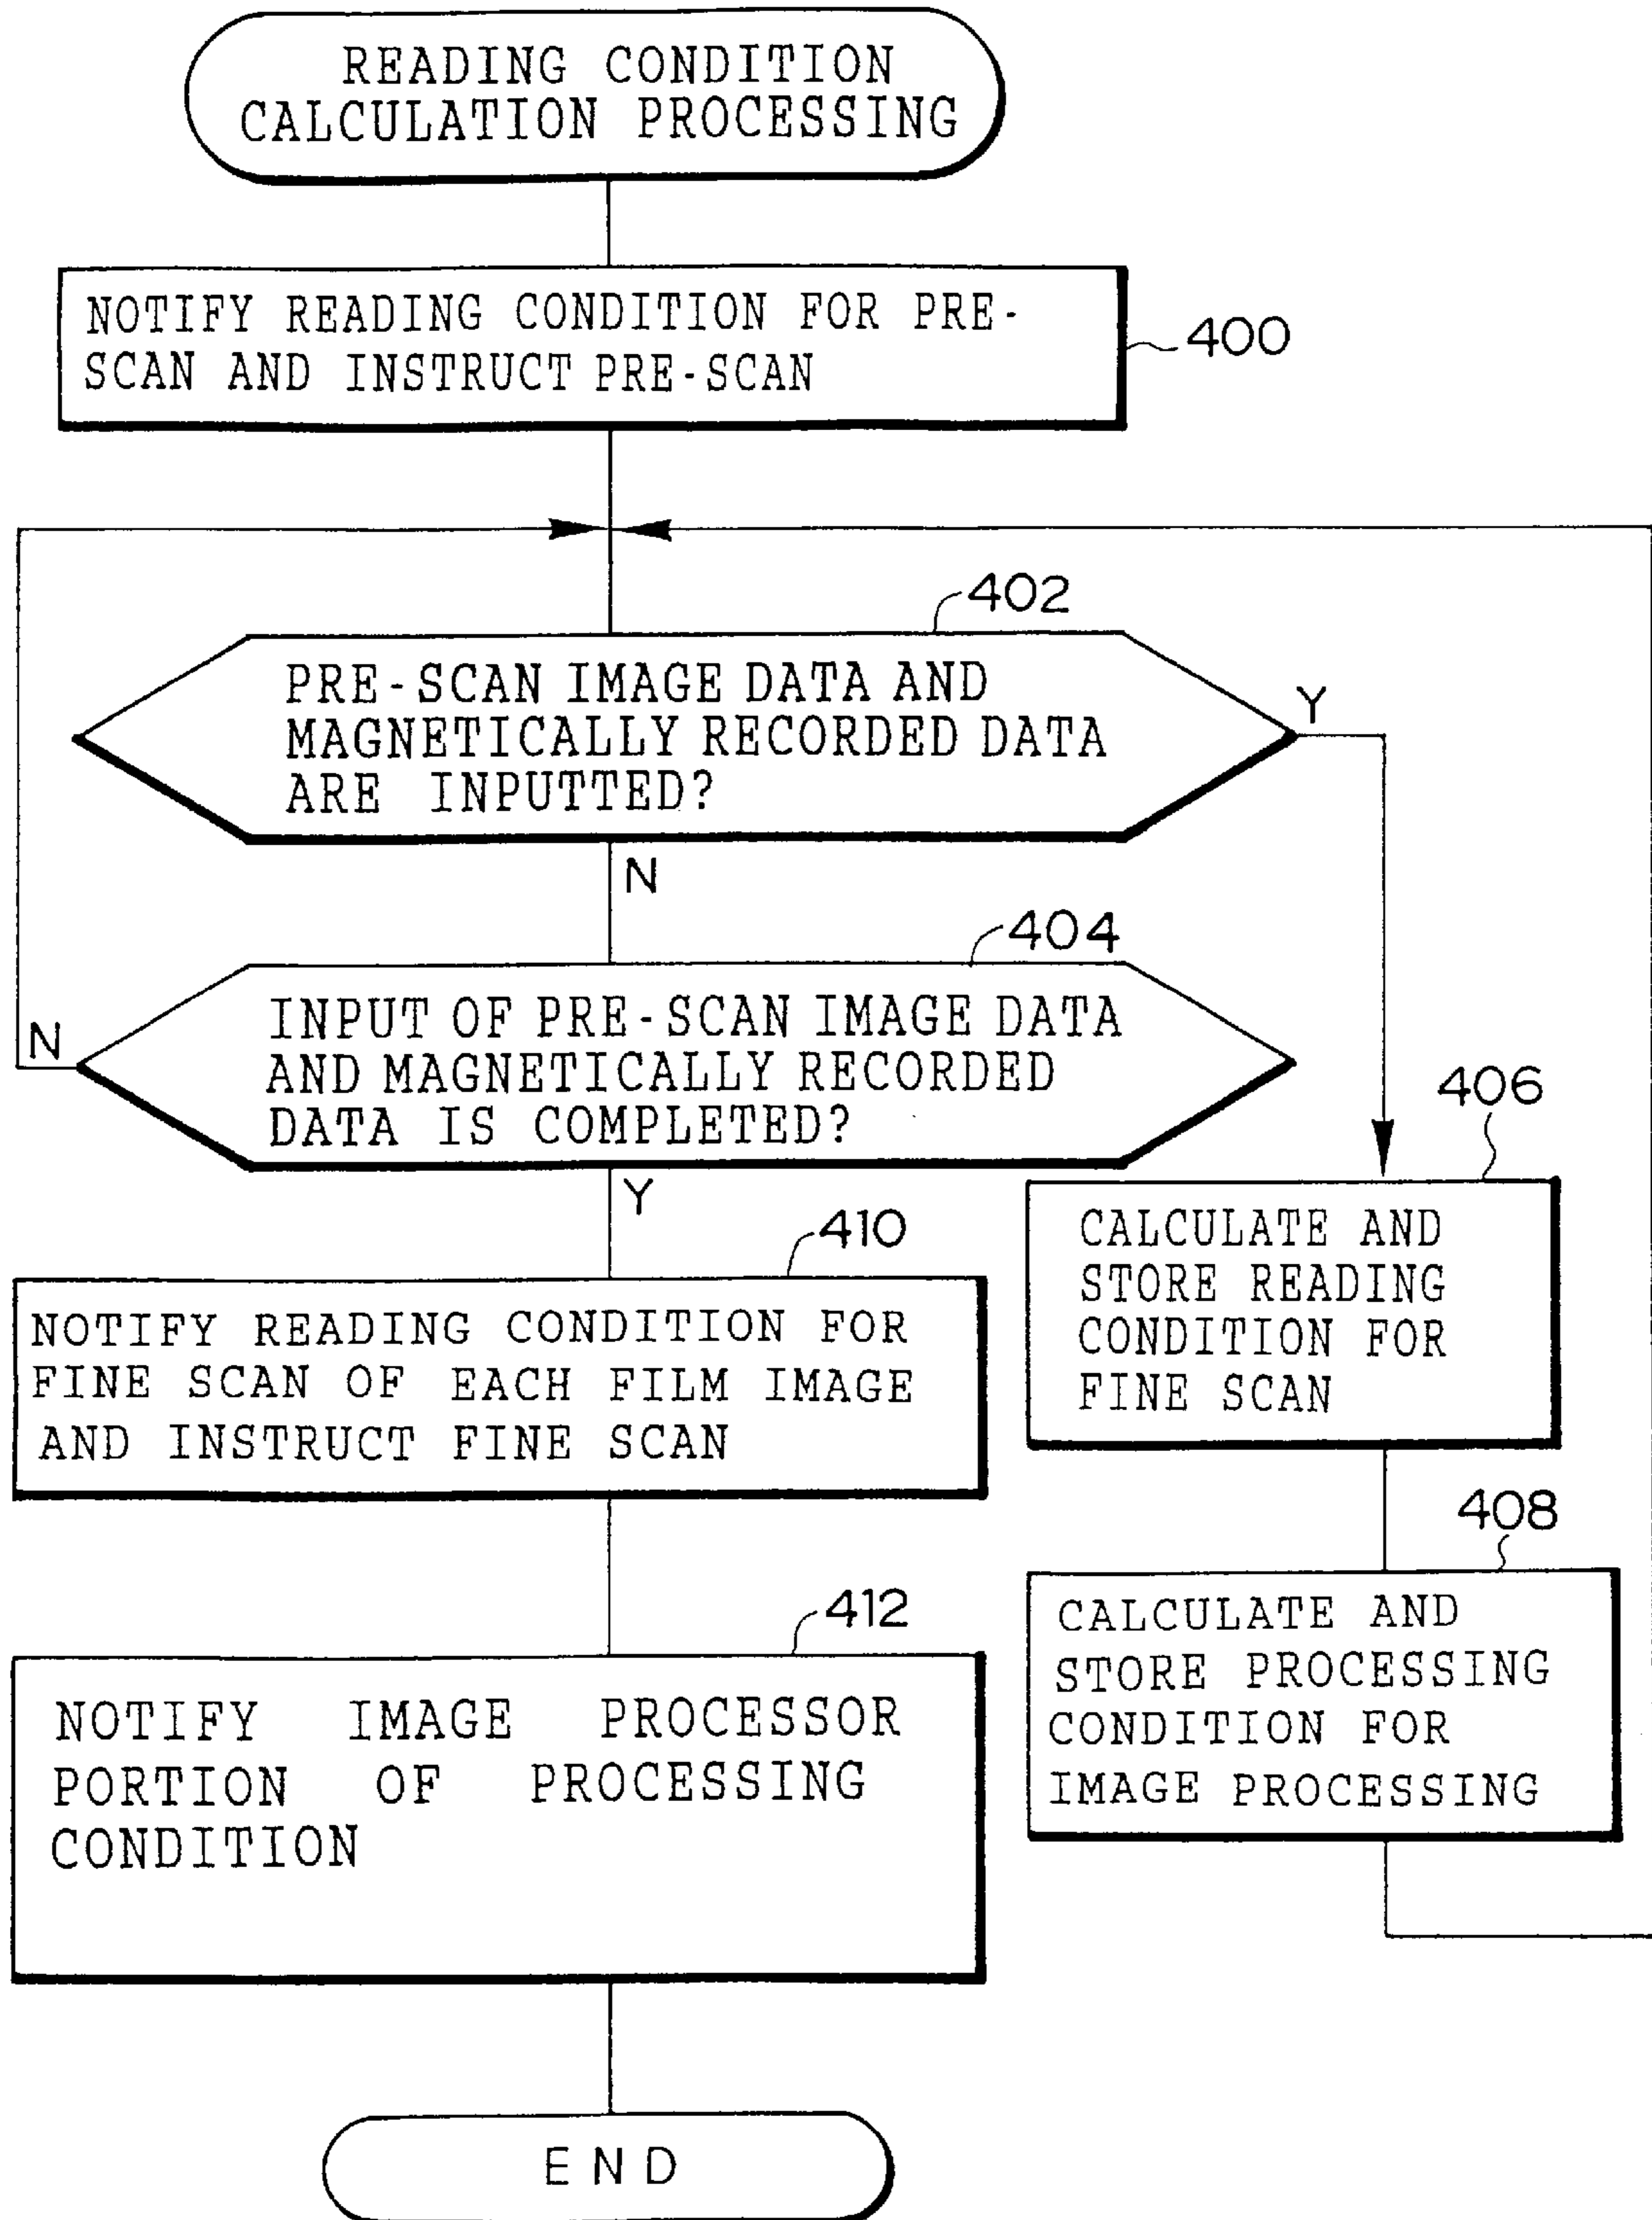 READING CONDITION
CALCULATION PROCESSING
NOTIFY READING CONDITION FOR PRE-
SCAN AND INSTRUCT PRE-SCAN
400
402
PRE-SCAN IMAGE DATA AND
MAGNETICALLY RECORDED DATA
ARE INPUTTED?
Y
N
404
INPUT OF PRE-SCAN IMAGE DATA
AND MAGNETICALLY RECORDED
DATA IS COMPLETED?
N
Y
406
CALCULATE AND
STORE READING
CONDITION FOR
FINE SCAN
410
NOTIFY READING CONDITION FOR
FINE SCAN OF EACH FILM IMAGE
AND INSTRUCT FINE SCAN
408
CALCULATE AND
STORE PROCESSING
CONDITION FOR
IMAGE PROCESSING
412
NOTIFY IMAGE PROCESSOR
PORTION OF PROCESSING
CONDITION
END